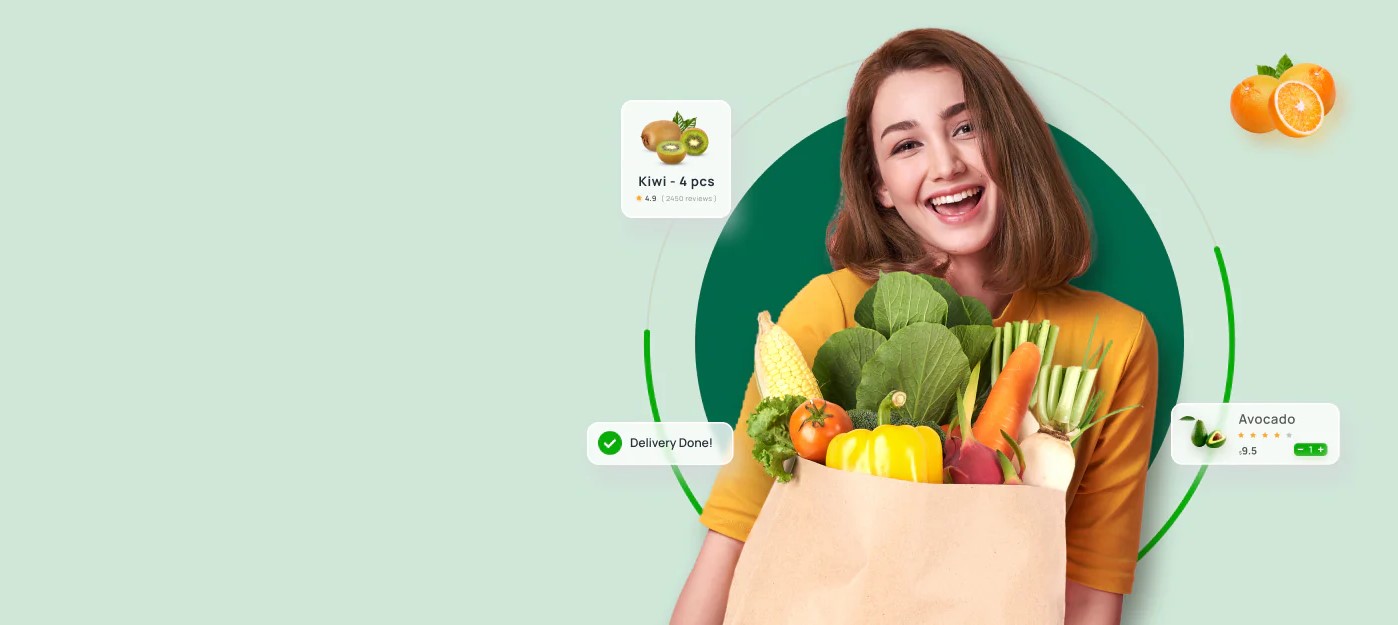 Kiwi - 4 pcs
4.9 ( 2450 reviews )
Delivery Done!
Avocado
9.5
− 1 +